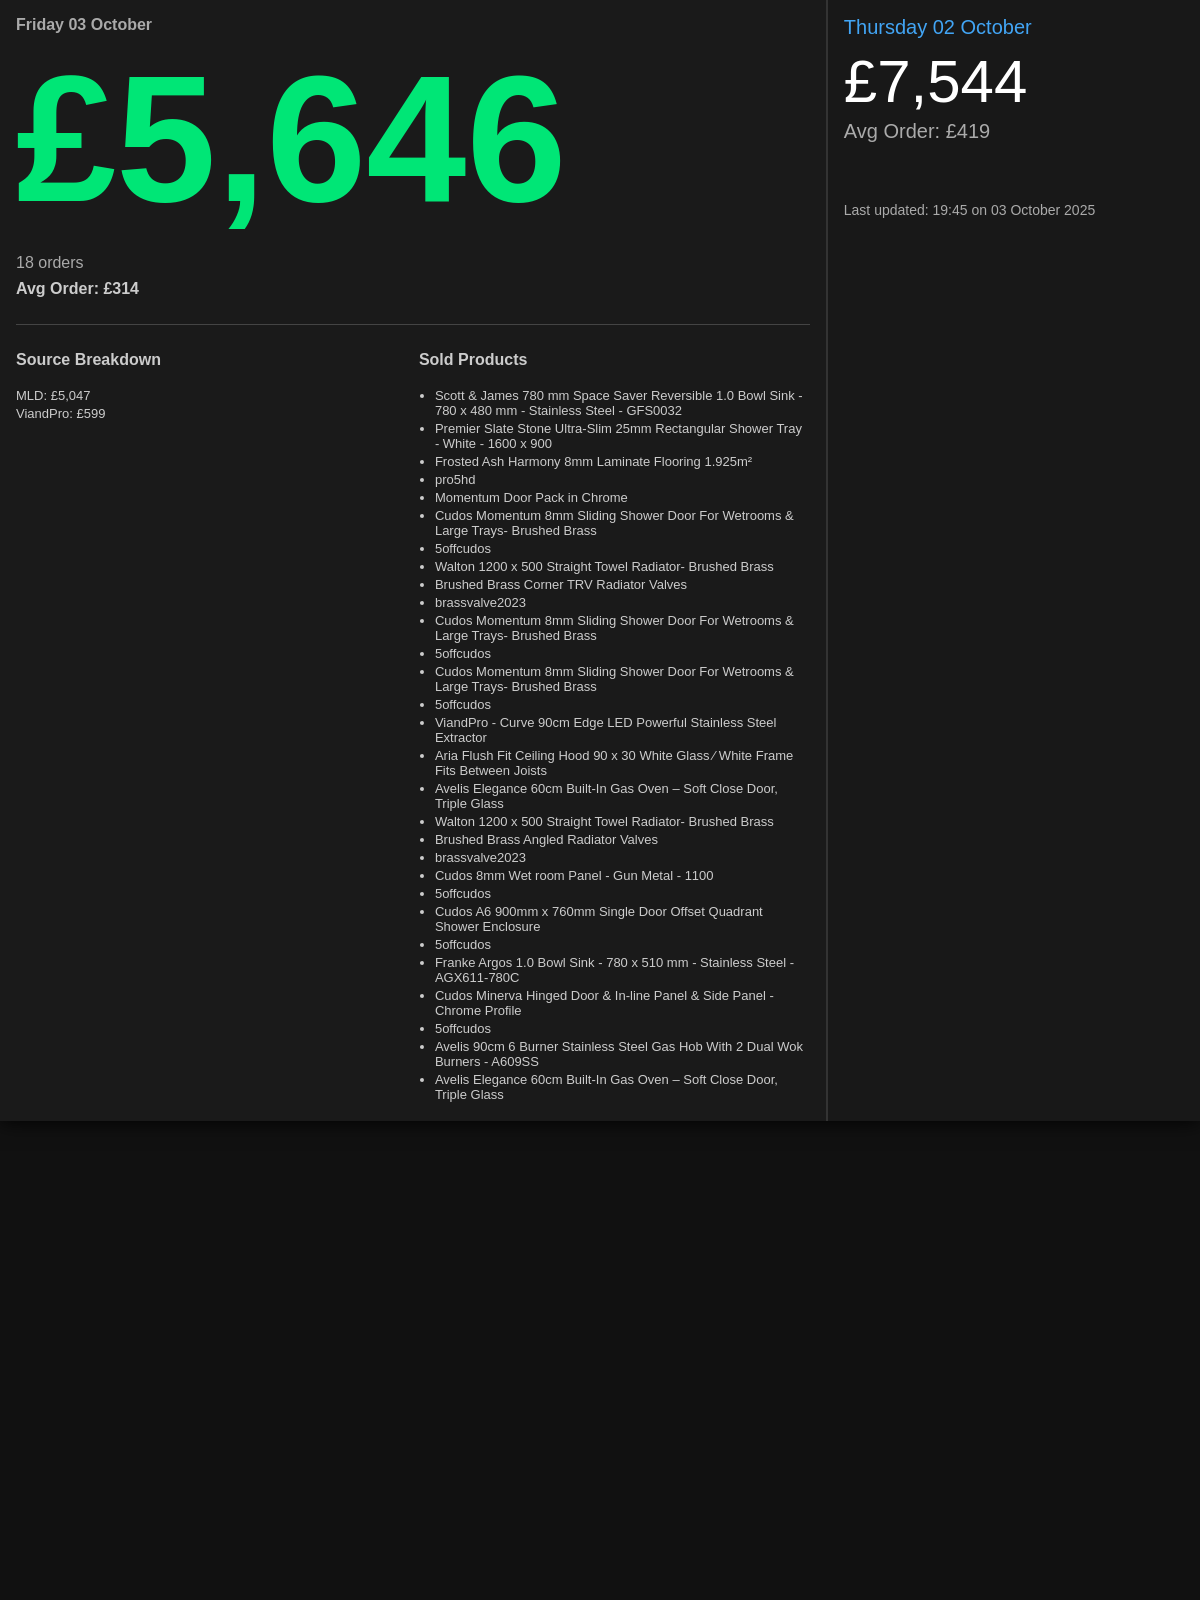 Friday 03 October
£5,646
18 orders
Avg Order: £314
Source Breakdown
MLD: £5,047
ViandPro: £599
Sold Products
Scott & James 780 mm Space Saver Reversible 1.0 Bowl Sink -
780 x 480 mm - Stainless Steel - GFS0032
Premier Slate Stone Ultra-Slim 25mm Rectangular Shower Tray
- White - 1600 x 900
Frosted Ash Harmony 8mm Laminate Flooring 1.925m²
pro5hd
Momentum Door Pack in Chrome
Cudos Momentum 8mm Sliding Shower Door For Wetrooms &
Large Trays- Brushed Brass
5offcudos
Walton 1200 x 500 Straight Towel Radiator- Brushed Brass
Brushed Brass Corner TRV Radiator Valves
brassvalve2023
Cudos Momentum 8mm Sliding Shower Door For Wetrooms &
Large Trays- Brushed Brass
5offcudos
Cudos Momentum 8mm Sliding Shower Door For Wetrooms &
Large Trays- Brushed Brass
5offcudos
ViandPro - Curve 90cm Edge LED Powerful Stainless Steel
Extractor
Aria Flush Fit Ceiling Hood 90 x 30 White Glass⁄ White Frame
Fits Between Joists
Avelis Elegance 60cm Built-In Gas Oven – Soft Close Door,
Triple Glass
Walton 1200 x 500 Straight Towel Radiator- Brushed Brass
Brushed Brass Angled Radiator Valves
brassvalve2023
Cudos 8mm Wet room Panel - Gun Metal - 1100
5offcudos
Cudos A6 900mm x 760mm Single Door Offset Quadrant
Shower Enclosure
5offcudos
Franke Argos 1.0 Bowl Sink - 780 x 510 mm - Stainless Steel -
AGX611-780C
Cudos Minerva Hinged Door & In-line Panel & Side Panel -
Chrome Profile
5offcudos
Avelis 90cm 6 Burner Stainless Steel Gas Hob With 2 Dual Wok
Burners - A609SS
Avelis Elegance 60cm Built-In Gas Oven – Soft Close Door,
Triple Glass
Thursday 02 October
£7,544
Avg Order: £419
Last updated: 19:45 on 03 October 2025